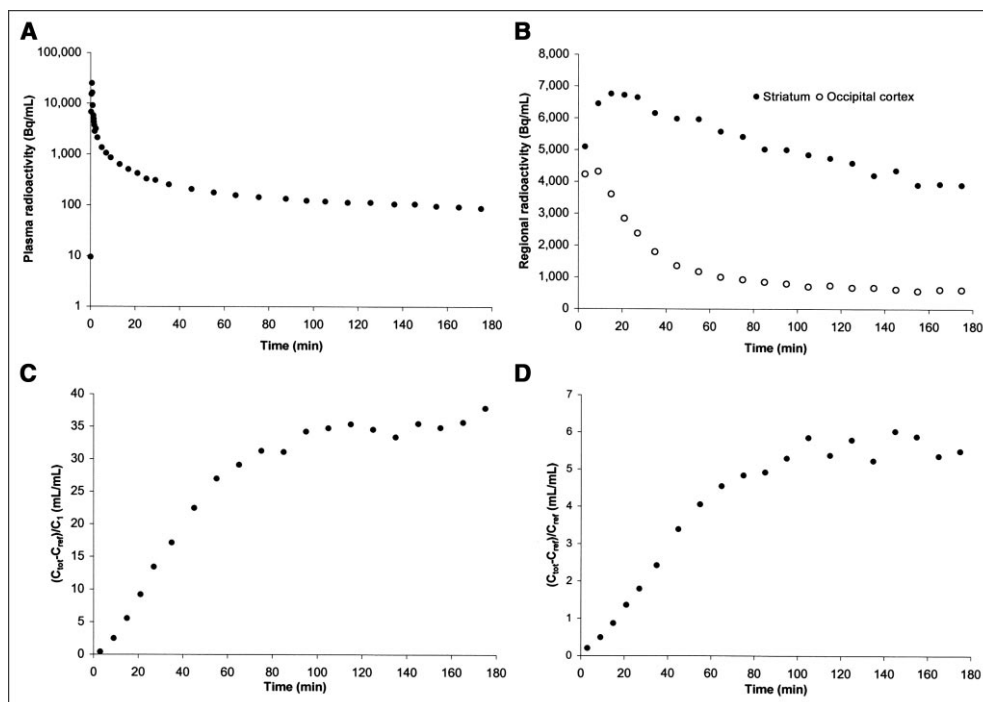 A
100,000
10,000
1,000
100
10
1
Plasma radioactivity (Bq/mL)
0 20 40 60 80 100 120 140 160 180
Time (min)
B
8,000
7,000
6,000
5,000
4,000
3,000
2,000
1,000
0
Regional radioactivity (Bq/mL)
● Striatum ○ Occipital cortex
0 20 40 60 80 100 120 140 160 180
Time (min)
C
40
35
30
25
20
15
10
5
0
(Ctot-Cref)/C1 (mL/mL)
0 20 40 60 80 100 120 140 160 180
Time (min)
D
7
6
5
4
3
2
1
0
(Ctot-Cref)/Cref (mL/mL)
0 20 40 60 80 100 120 140 160 180
Time (min)